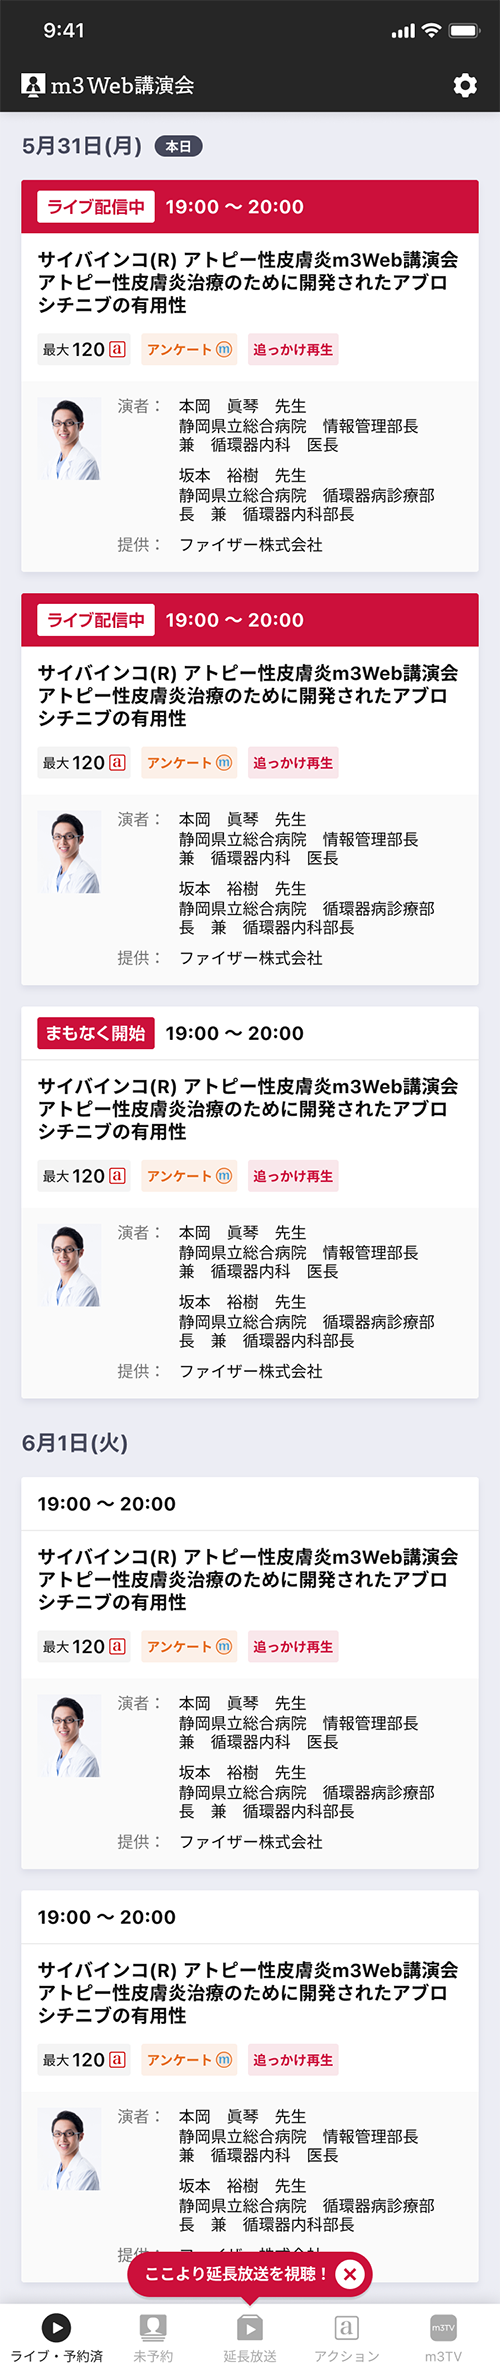 9:41
m3 Web講演会
5月31日(月) 本日
ライブ配信中 19:00 〜 20:00
サイバインコ(R) アトピー性皮膚炎m3Web講演会
アトピー性皮膚炎治療のために開発されたアブロ
シチニブの有用性
最大 120 a アンケート m 追っかけ再生
演者： 本岡　眞琴　先生
静岡県立総合病院　情報管理部長
兼　循環器内科　医長
坂本　裕樹　先生
静岡県立総合病院　循環器病診療部
長　兼　循環器内科部長
提供： ファイザー株式会社
ライブ配信中 19:00 〜 20:00
サイバインコ(R) アトピー性皮膚炎m3Web講演会
アトピー性皮膚炎治療のために開発されたアブロ
シチニブの有用性
最大 120 a アンケート m 追っかけ再生
演者： 本岡　眞琴　先生
静岡県立総合病院　情報管理部長
兼　循環器内科　医長
坂本　裕樹　先生
静岡県立総合病院　循環器病診療部
長　兼　循環器内科部長
提供： ファイザー株式会社
まもなく開始 19:00 〜 20:00
サイバインコ(R) アトピー性皮膚炎m3Web講演会
アトピー性皮膚炎治療のために開発されたアブロ
シチニブの有用性
最大 120 a アンケート m 追っかけ再生
演者： 本岡　眞琴　先生
静岡県立総合病院　情報管理部長
兼　循環器内科　医長
坂本　裕樹　先生
静岡県立総合病院　循環器病診療部
長　兼　循環器内科部長
提供： ファイザー株式会社
6月1日(火)
19:00 〜 20:00
サイバインコ(R) アトピー性皮膚炎m3Web講演会
アトピー性皮膚炎治療のために開発されたアブロ
シチニブの有用性
最大 120 a アンケート m 追っかけ再生
演者： 本岡　眞琴　先生
静岡県立総合病院　情報管理部長
兼　循環器内科　医長
坂本　裕樹　先生
静岡県立総合病院　循環器病診療部
長　兼　循環器内科部長
提供： ファイザー株式会社
19:00 〜 20:00
サイバインコ(R) アトピー性皮膚炎m3Web講演会
アトピー性皮膚炎治療のために開発されたアブロ
シチニブの有用性
最大 120 a アンケート m 追っかけ再生
演者： 本岡　眞琴　先生
静岡県立総合病院　情報管理部長
兼　循環器内科　医長
坂本　裕樹　先生
静岡県立総合病院　循環器病診療部
長　兼　循環器内科部長
ここより延長放送を視聴！
a m3TV
ライブ・予約済 未予約 延長放送 アクション m3TV